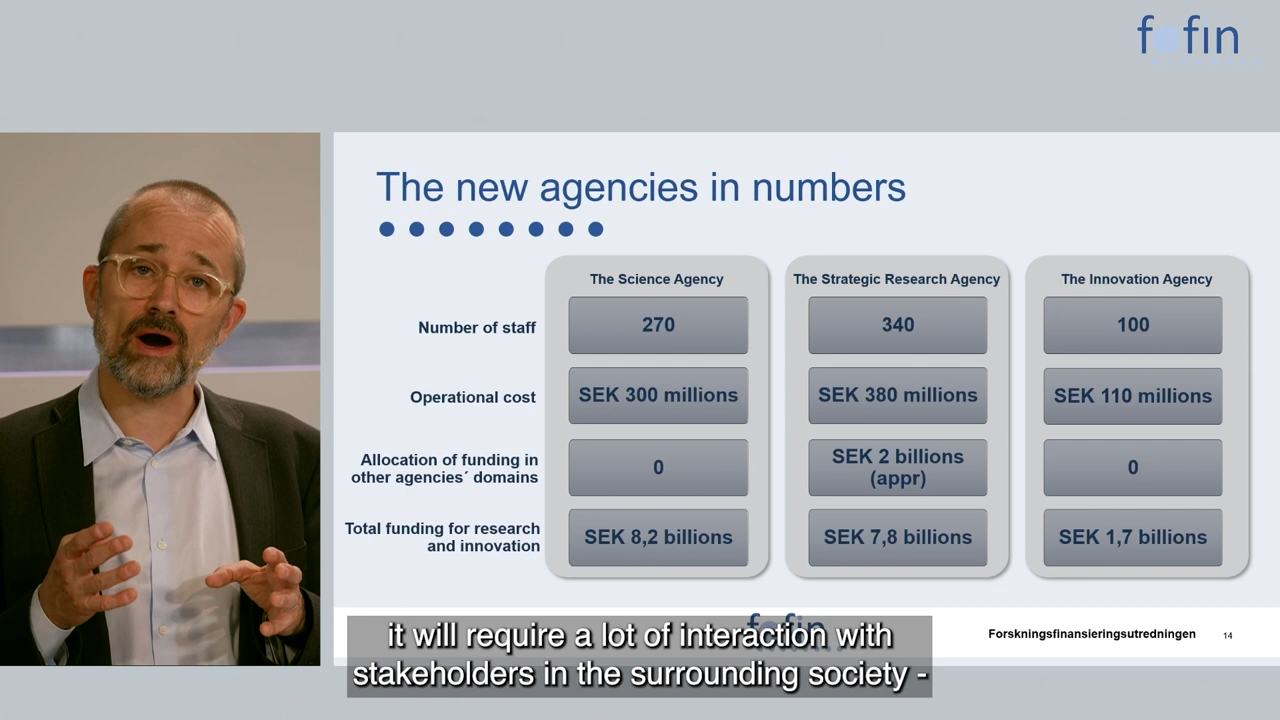 fofin
The new agencies in numbers
The Science Agency
The Strategic Research Agency
The Innovation Agency
Number of staff
270
340
100
Operational cost
SEK 300 millions
SEK 380 millions
SEK 110 millions
Allocation of funding in
other agencies´ domains
0
SEK 2 billions
(appr)
0
Total funding for research
and innovation
SEK 8,2 billions
SEK 7,8 billions
SEK 1,7 billions
fofin
Forskningsfinansieringsutredningen
14
it will require a lot of interaction with
stakeholders in the surrounding society -